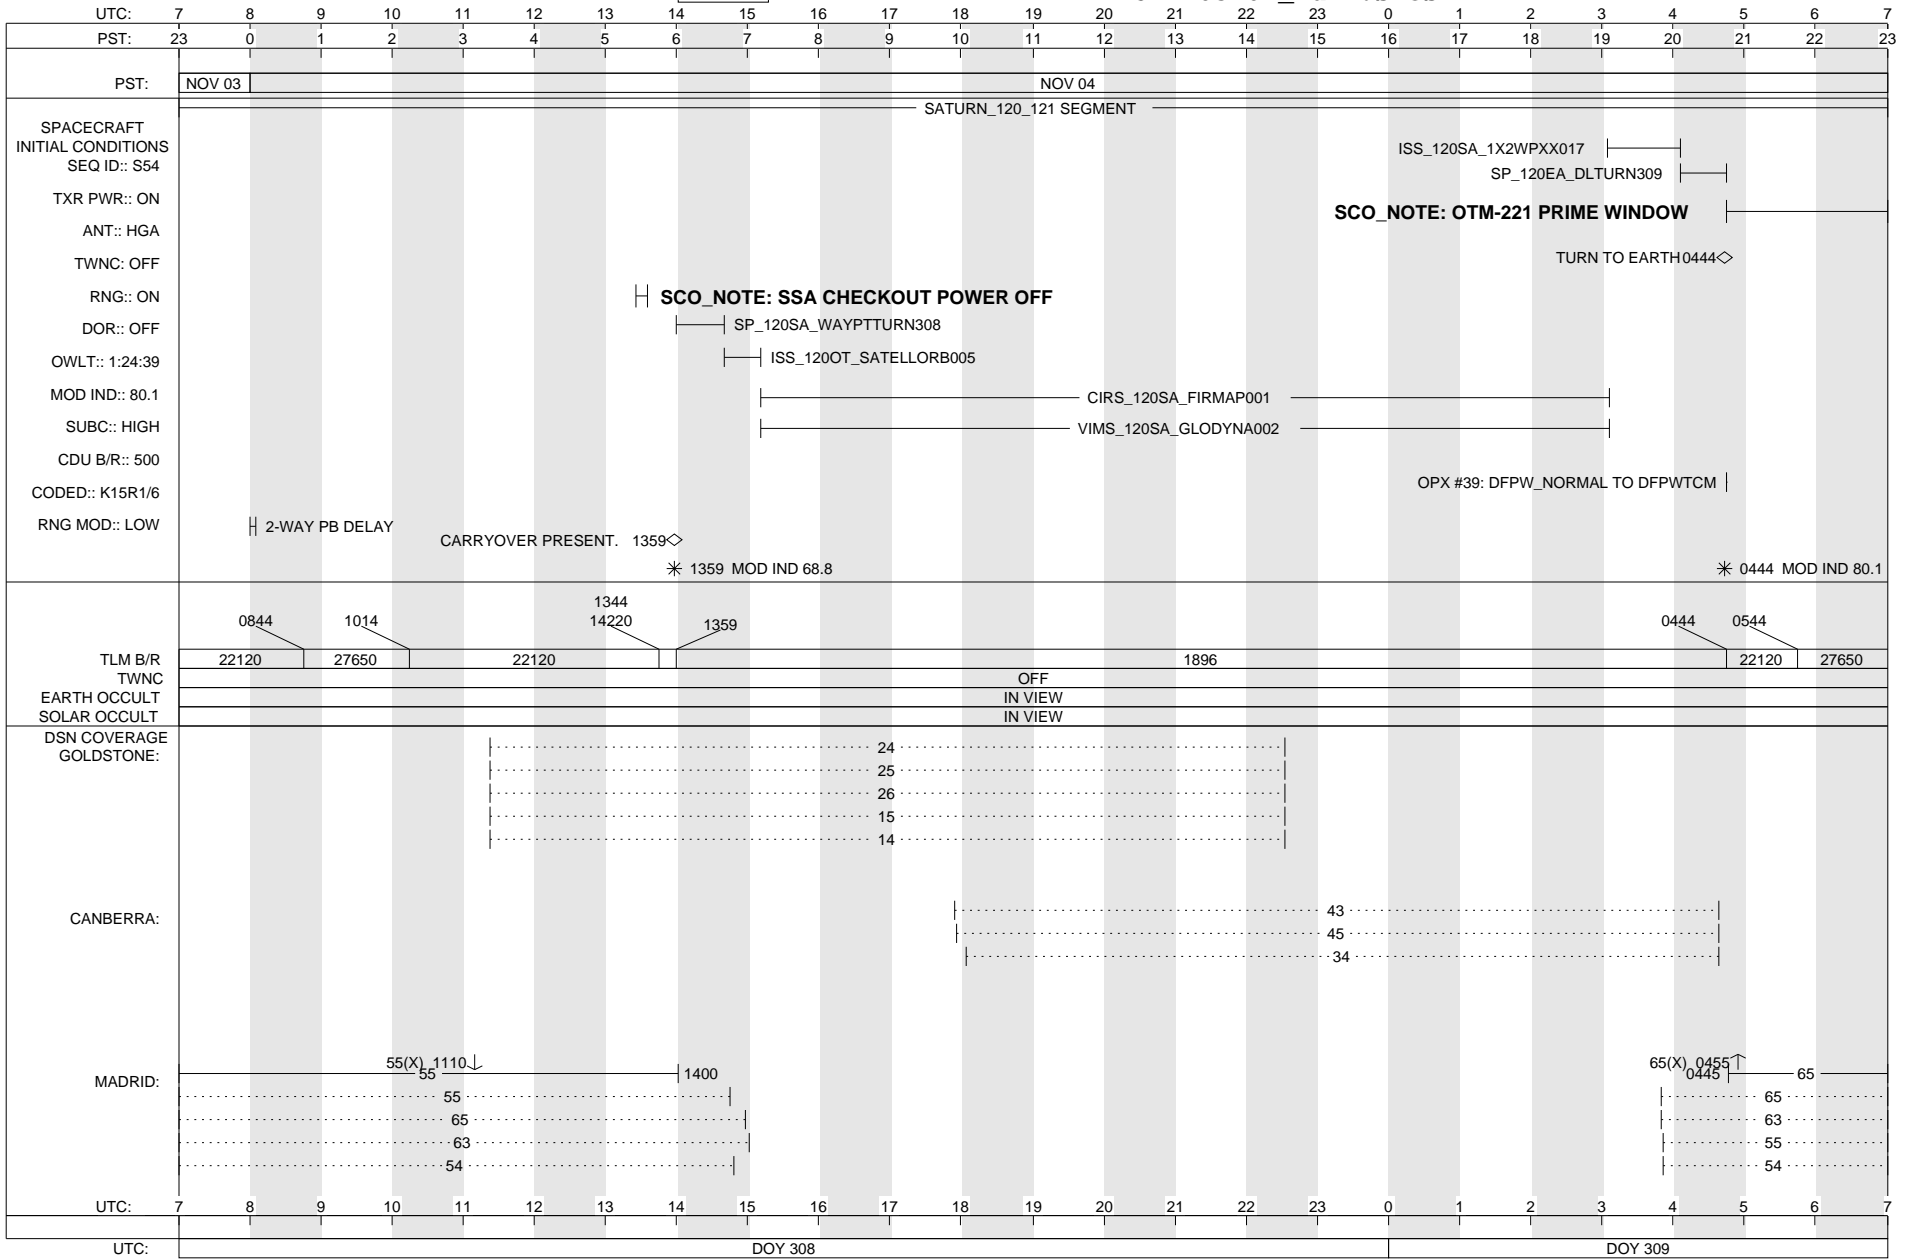 UTC: 7 8 9 10 11 12 13 14 15 16 17 18 19 20 21 22 23 0 1 2 3 4 5 6 7
PST: 23 0 1 2 3 4 5 6 7 8 9 10 11 12 13 14 15 16 17 18 19 20 21 22 23
PST: NOV 03 NOV 04
SATURN_120_121 SEGMENT
SPACECRAFT
INITIAL CONDITIONS
SEQ ID:: S54
TXR PWR:: ON
ANT:: HGA
TWNC: OFF
RNG:: ON
DOR:: OFF
OWLT:: 1:24:39
MOD IND:: 80.1
SUBC:: HIGH
CDU B/R:: 500
CODED:: K15R1/6
RNG MOD:: LOW
ISS_120SA_1X2WPXX017
SP_120EA_DLTURN309
SCO_NOTE: OTM-221 PRIME WINDOW
TURN TO EARTH 0444
SCO_NOTE: SSA CHECKOUT POWER OFF
SP_120SA_WAYPTTURN308
ISS_120OT_SATELLORB005
CIRS_120SA_FIRMAP001
VIMS_120SA_GLODYNA002
OPX #39: DFPW_NORMAL TO DFPWTCM
2-WAY PB DELAY
CARRYOVER PRESENT. 1359
1359 MOD IND 68.8
0444 MOD IND 80.1
1344
0844 1014 14220 1359 0444 0544
TLM B/R 22120 27650 22120 1896 22120 27650
TWNC OFF
EARTH OCCULT IN VIEW
SOLAR OCCULT IN VIEW
DSN COVERAGE
GOLDSTONE:
24
25
26
15
14
CANBERRA:
43
45
34
MADRID:
55(X) 1110
55 1400
55
65
63
54
65(X) 0455
0445 65
65
63
55
54
UTC: 7 8 9 10 11 12 13 14 15 16 17 18 19 20 21 22 23 0 1 2 3 4 5 6 7
UTC: DOY 308 DOY 309